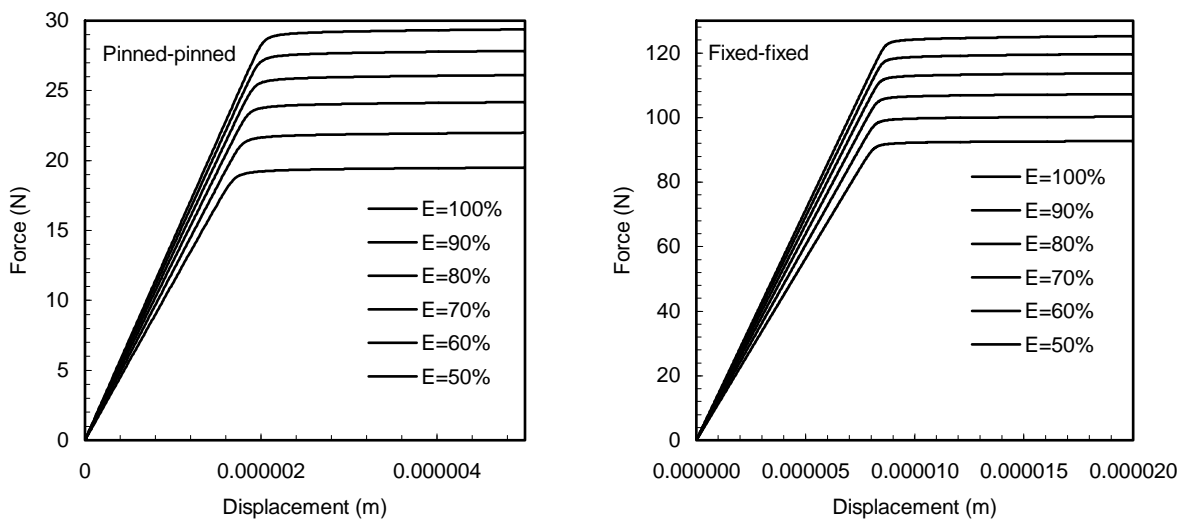 30
25
20
15
10
5
0
Force (N)
Pinned-pinned
E=100%
E=90%
E=80%
E=70%
E=60%
E=50%
0 0.000002 0.000004
Displacement (m)
120
100
80
60
40
20
0
Force (N)
Fixed-fixed
E=100%
E=90%
E=80%
E=70%
E=60%
E=50%
0.000000 0.000005 0.000010 0.000015 0.000020
Displacement (m)